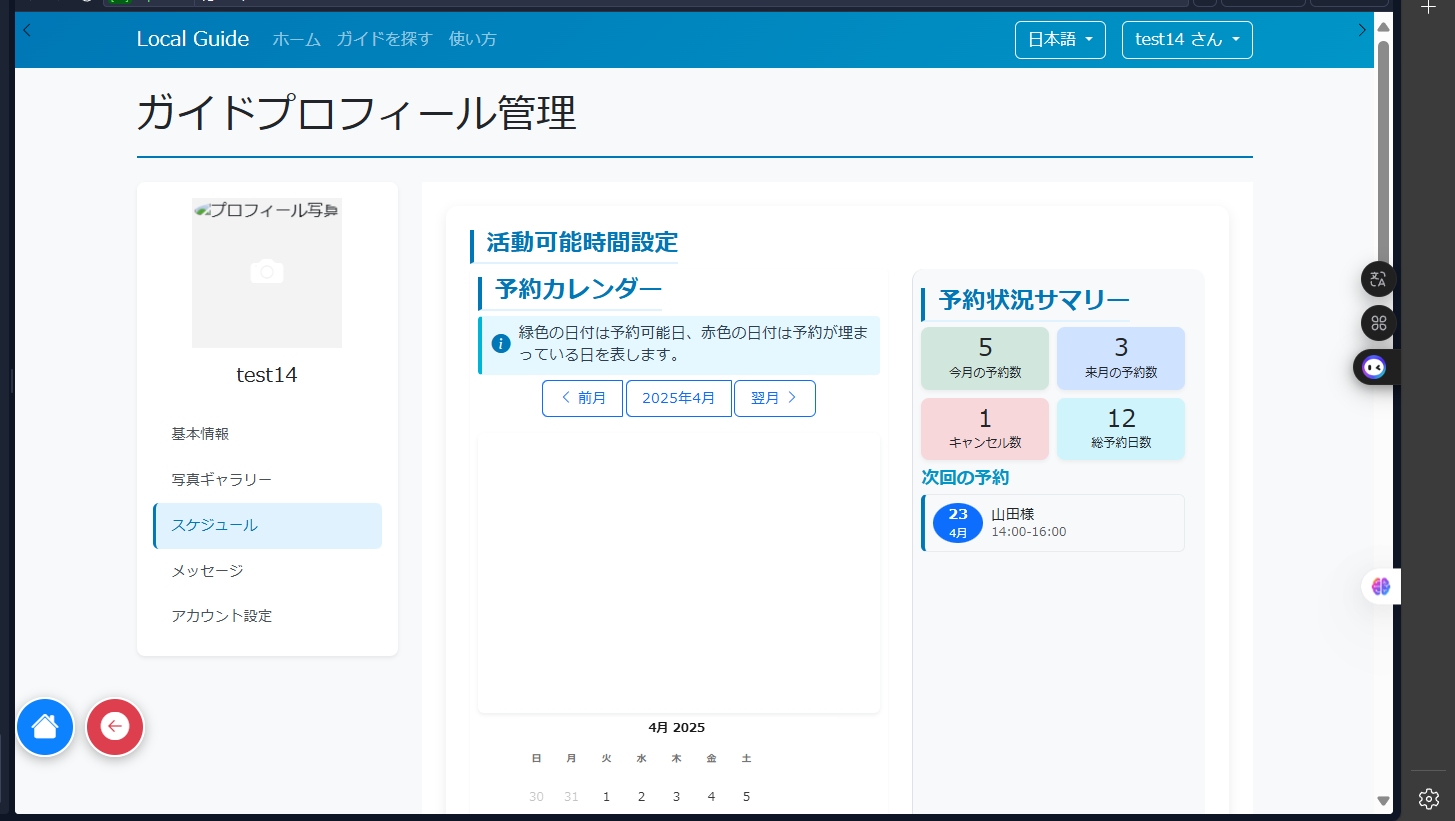 Local Guide
ホーム
ガイドを探す
使い方
日本語
test14 さん
ガイドプロフィール管理
プロフィール写真
test14
基本情報
写真ギャラリー
スケジュール
メッセージ
アカウント設定
活動可能時間設定
予約カレンダー
緑色の日付は予約可能日、赤色の日付は予約が埋ま
っている日を表します。
前月
2025年4月
翌月
4月 2025
日 月 火 水 木 金 土
30 31 1 2 3 4 5
予約状況サマリー
5
今月の予約数
3
来月の予約数
1
キャンセル数
12
総予約日数
次回の予約
23
4月
山田様
14:00-16:00